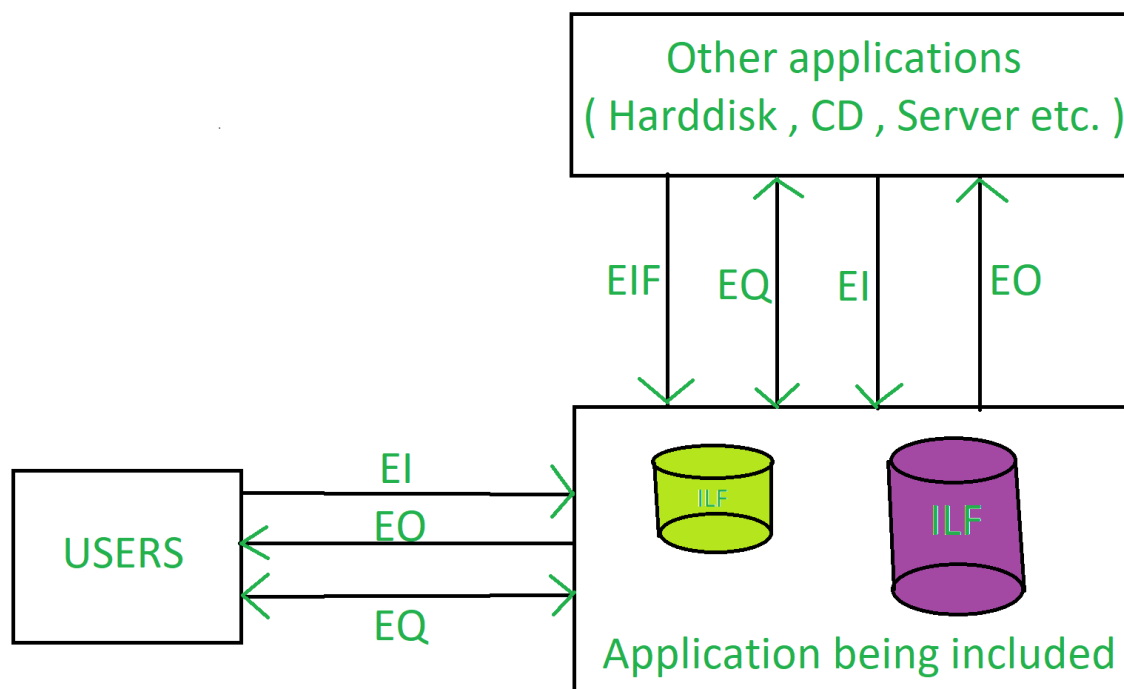 Other applications
( Harddisk , CD , Server etc. )
EIF
EQ
EI
EO
EI
EO
EQ
USERS
ILF
ILF
Application being included